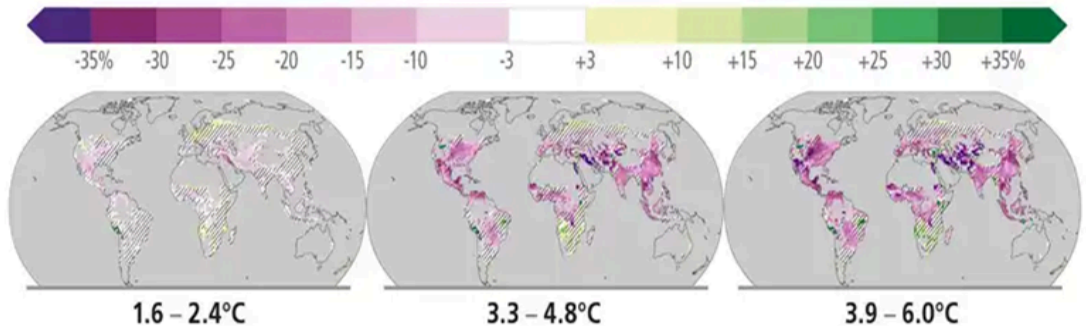 -35% -30 -25 -20 -15 -10 -3 +3 +10 +15 +20 +25 +30 +35%
1.6 – 2.4°C 3.3 – 4.8°C 3.9 – 6.0°C